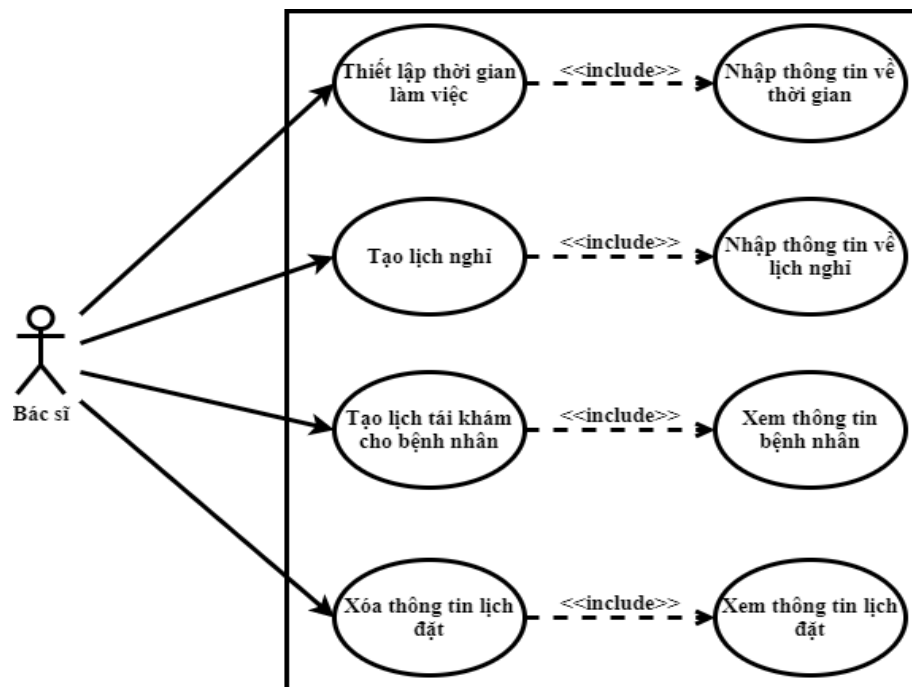 Thiết lập thời gian
làm việc
<<include>>
Nhập thông tin về
thời gian
Tạo lịch nghỉ
<<include>>
Nhập thông tin về
lịch nghỉ
Bác sĩ
Tạo lịch tái khám
cho bệnh nhân
<<include>>
Xem thông tin
bệnh nhân
Xóa thông tin lịch
đặt
<<include>>
Xem thông tin lịch
đặt